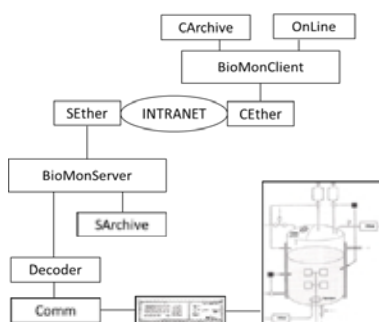 CArchive
OnLine
BioMonClient
SEther
INTRANET
CEther
BioMonServer
SArchive
Decoder
Comm